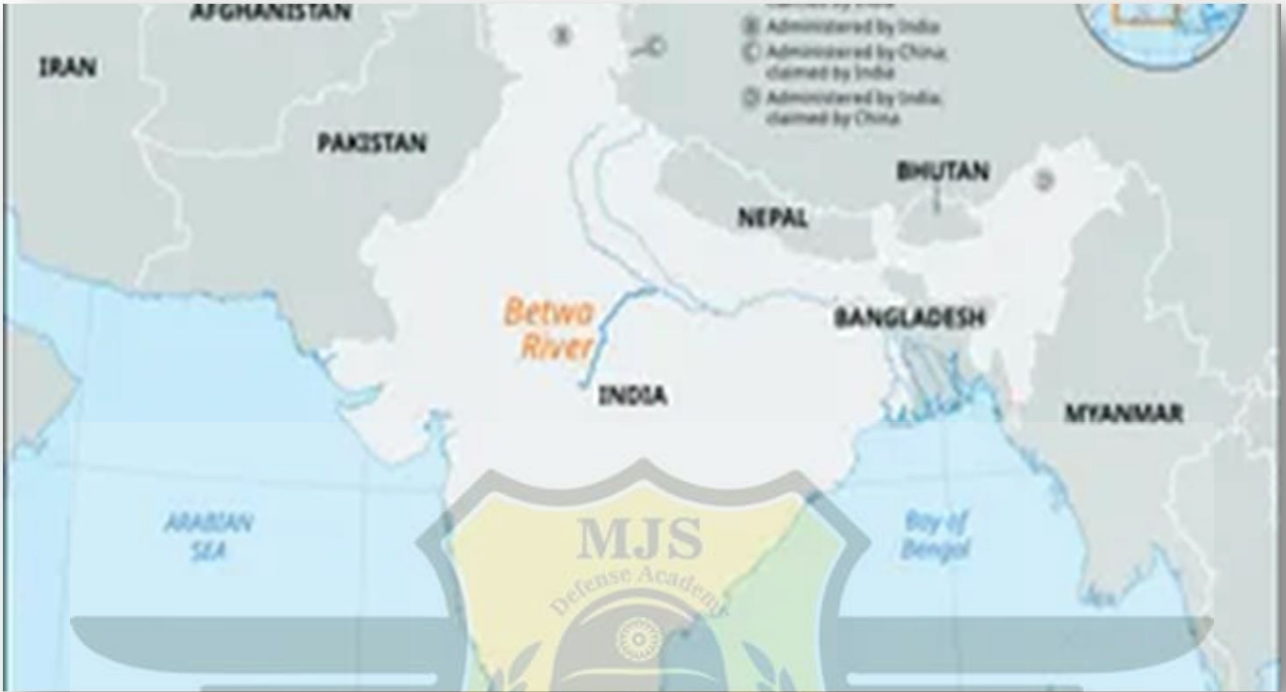 AFGHANISTAN
IRAN
PAKISTAN
B
C
B Administered by India
C Administered by China,
claimed by India
D Administered by India,
claimed by China
BHUTAN
D
NEPAL
Betwa
River
BANGLADESH
INDIA
MYANMAR
ARABIAN
SEA
Bay of
Bengal
MJS
Defense Academy